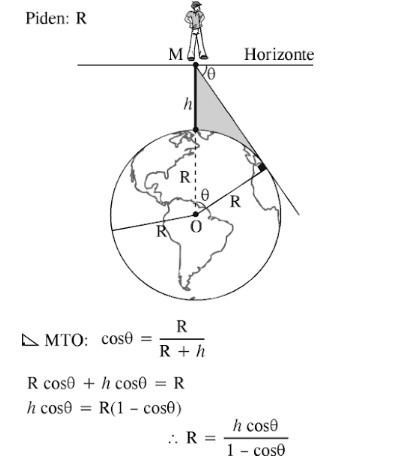 Piden: R
M
θ
Horizonte
h
R
θ
R
R
O
MTO: cosθ = R / (R + h)
R cosθ + h cosθ = R
h cosθ = R(1 – cosθ)
∴ R = h cosθ / (1 – cosθ)